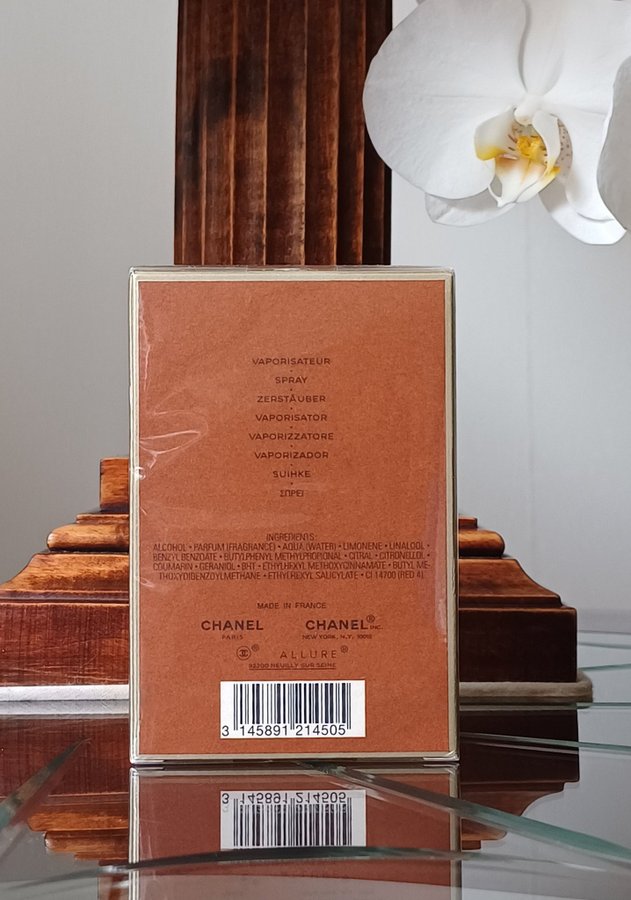 VAPORISATEUR
SPRAY
ZERSTÄUBER
VAPORISATOR
VAPORIZZATORE
VAPORIZADOR
SUIHKE
ΣΠΡΕΪ
INGREDIENTS:
ALCOHOL • PARFUM (FRAGRANCE) • AQUA (WATER) • LIMONENE • LINALOOL •
BENZYL BENZOATE • BUTYLPHENYL METHYLPROPIONAL • CITRAL • CITRONELLOL •
COUMARIN • GERANIOL • BHT • ETHYLHEXYL METHOXYCINNAMATE • BUTYL ME-
THOXYDIBENZOYLMETHANE • ETHYLHEXYL SALICYLATE • CI 14700 (RED 4).
MADE IN FRANCE
CHANEL CHANEL® INC.
PARIS NEW YORK, N.Y. 10019
® ALLURE®
92200 NEUILLY SUR SEINE
3 145891 214505